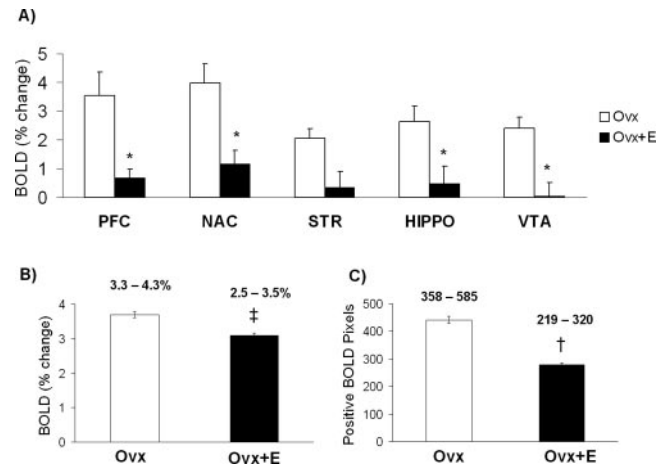 A)
BOLD (% change)
5
4
3
2
1
0
*
*
*
*
PFC NAC STR HIPPO VTA
Ovx
Ovx+E
B)
BOLD (% change)
4
3
2
1
0
3.3 – 4.3%
2.5 – 3.5%
‡
Ovx Ovx+E
C)
Positive BOLD Pixels
500
400
300
200
100
0
358 – 585
219 – 320
†
Ovx Ovx+E